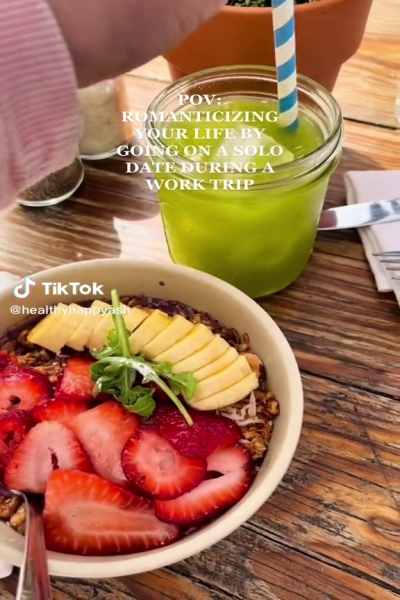 POV:
ROMANTICIZING
YOUR LIFE BY
GOING ON A SOLO
DATE DURING A
WORK TRIP
TikTok
@healthyhappyash